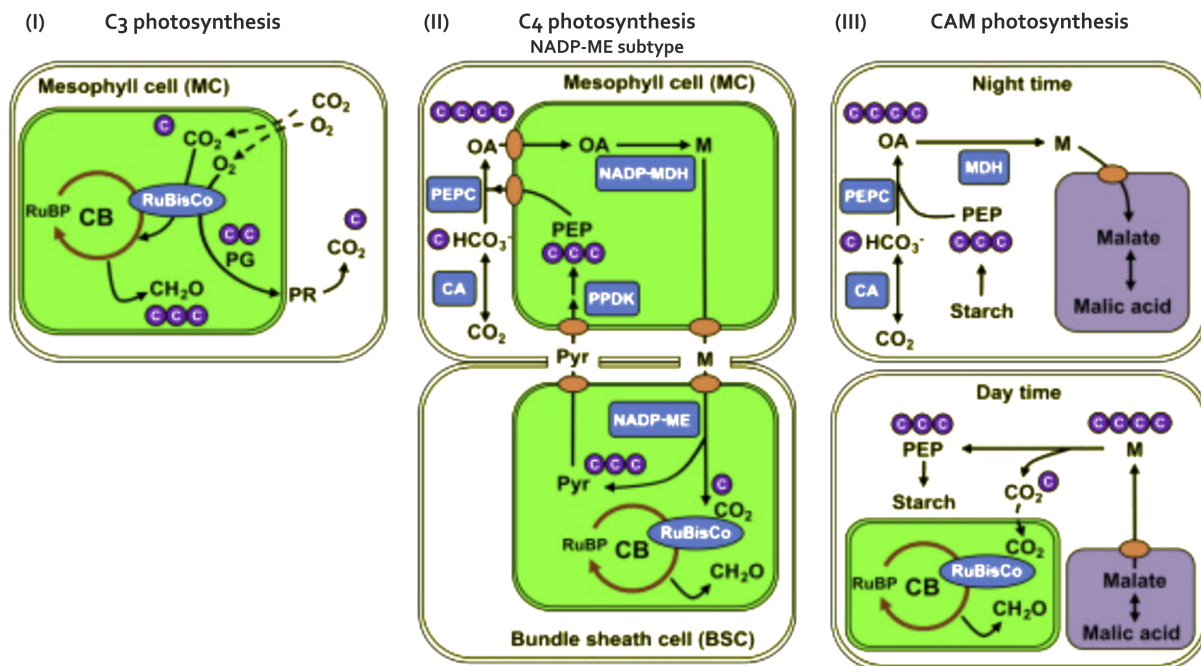 (I) C3 photosynthesis
Mesophyll cell (MC)
CO₂
O₂
C
CO₂
O₂
RuBP
CB
RuBisCo
C C
PG
C
CO₂
PR
CH₂O
C C C
(II) C4 photosynthesis
NADP-ME subtype
Mesophyll cell (MC)
C C C C
OA
OA
M
NADP-MDH
PEPC
PEP
C C C
C HCO₃⁻
CA
PPDK
CO₂
Pyr
M
NADP-ME
C C C
Pyr
C
CO₂
RuBisCo
RuBP
CB
CH₂O
Bundle sheath cell (BSC)
(III) CAM photosynthesis
Night time
C C C C
OA
M
MDH
PEPC
PEP
C HCO₃⁻
C C C
CA
Starch
CO₂
Malate
Malic acid
Day time
C C C
C C C C
PEP
M
CO₂ C
Starch
CO₂
RuBisCo
RuBP
CB
CH₂O
Malate
Malic acid